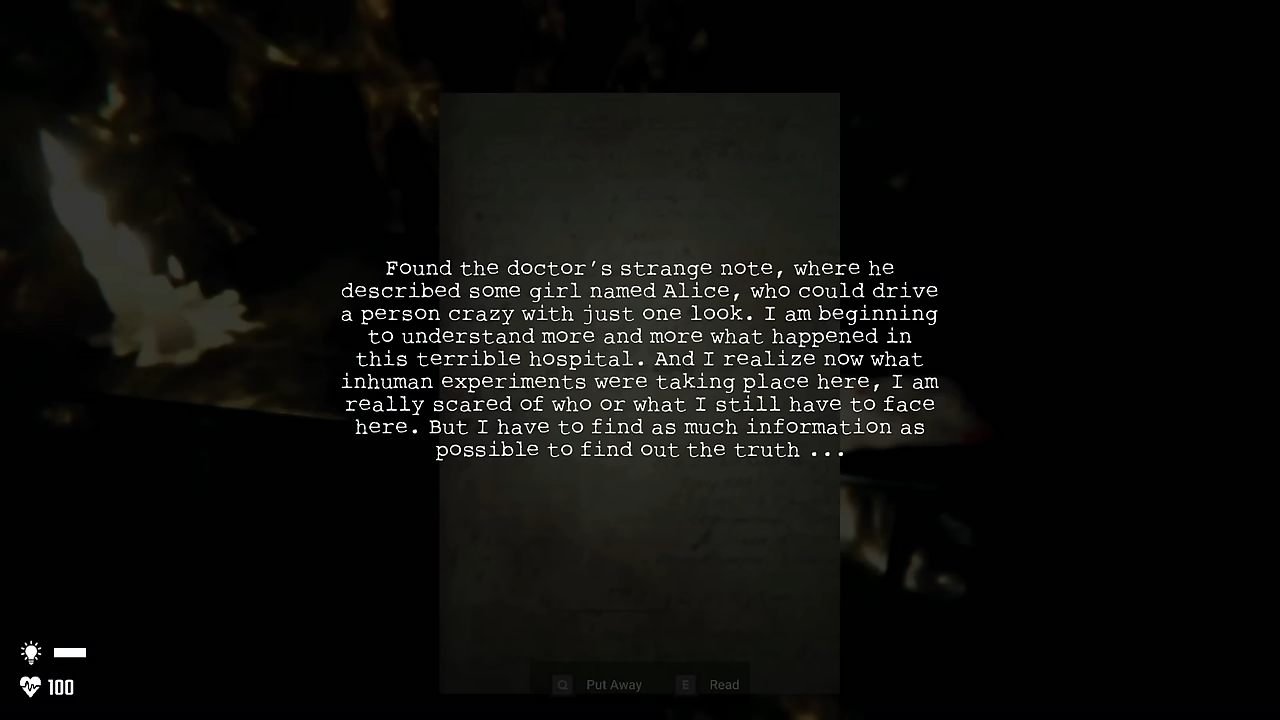 Found the doctor's strange note, where he
described some girl named Alice, who could drive
a person crazy with just one look. I am beginning
to understand more and more what happened in
this terrible hospital. And I realize now what
inhuman experiments were taking place here, I am
really scared of who or what I still have to face
here. But I have to find as much information as
possible to find out the truth ...
Q Put Away E Read
100